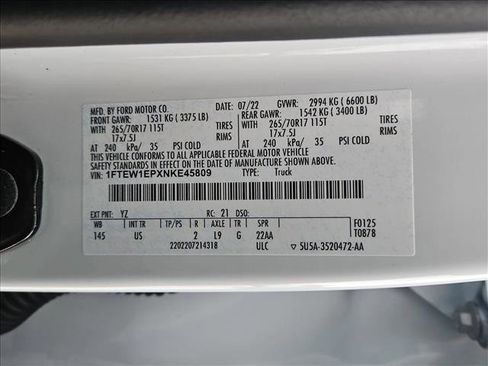 MFD. BY FORD MOTOR CO. DATE: 07/22 GVWR: 2994 KG ( 6600 LB)
FRONT GAWR: 1531 KG ( 3375 LB) REAR GAWR: 1542 KG ( 3400 LB)
WITH 265/70R17 115T WITH 265/70R17 115T
17x7.5J 17x7.5J
AT 240 kPa/ 35 PSI COLD AT 240 kPa/ 35 PSI COLD
THIS VEHICLE CONFORMS TO ALL APPLICABLE FEDERAL MOTOR VEHICLE
SAFETY AND THEFT PREVENTION STANDARDS IN EFFECT ON THE DATE OF MANUFACTURE SHOWN ABOVE.
VIN: 1FTEW1EPXNKE45809 TYPE: Truck
EXT PNT: YZ RC: 21 DSO: F0125
WB INT TR TP/PS R AXLE TR SPR T0878
145 US 2 L9 G 22AA
2202207214318 ULC 5U5A-3520472-AA